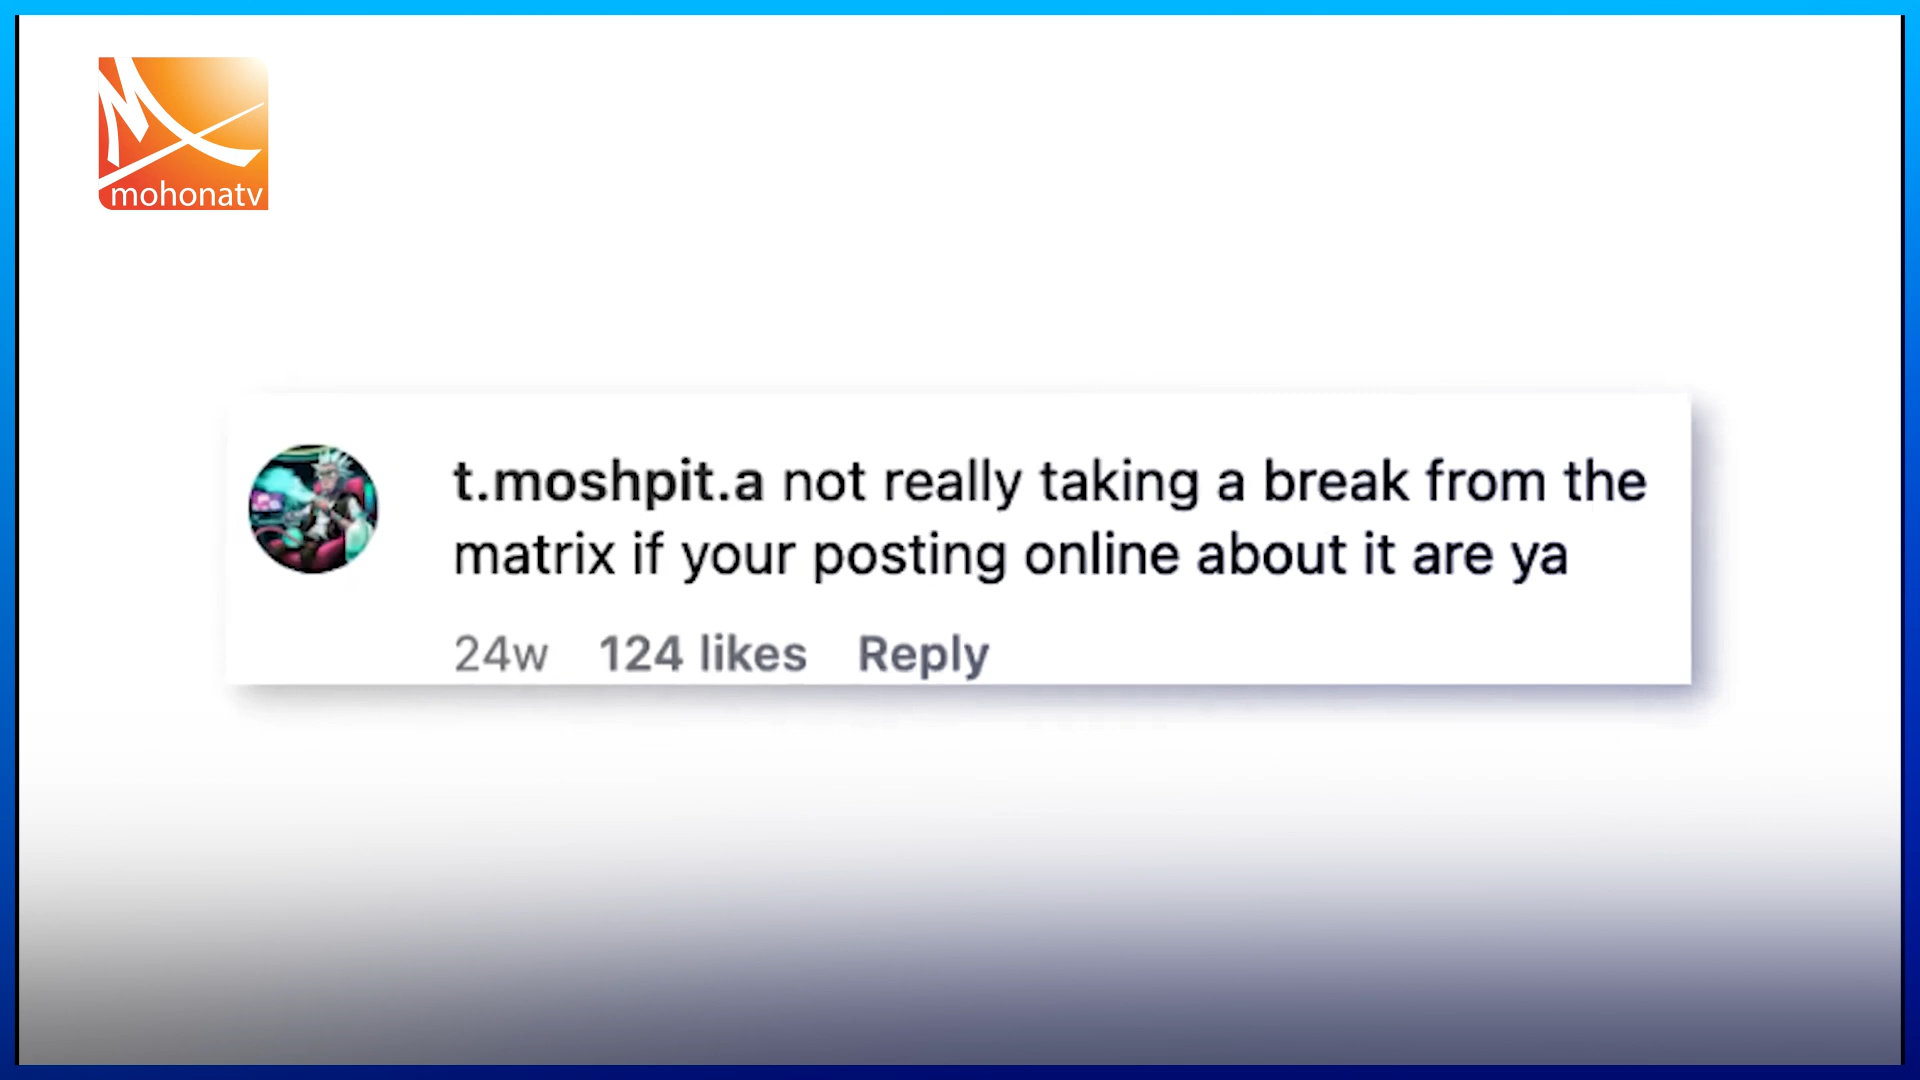 mohonatv
t.moshpit.a not really taking a break from the
matrix if your posting online about it are ya
24w 124 likes Reply